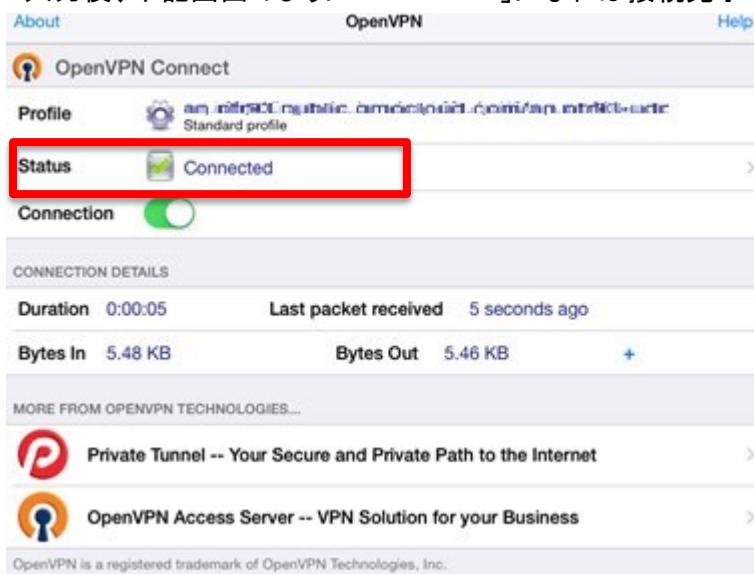 About OpenVPN Help
OpenVPN Connect
Profile
Standard profile
Status Connected
Connection
CONNECTION DETAILS
Duration 0:00:05 Last packet received 5 seconds ago
Bytes In 5.48 KB Bytes Out 5.46 KB +
MORE FROM OPENVPN TECHNOLOGIES...
Private Tunnel -- Your Secure and Private Path to the Internet
OpenVPN Access Server -- VPN Solution for your Business
OpenVPN is a registered trademark of OpenVPN Technologies, Inc.